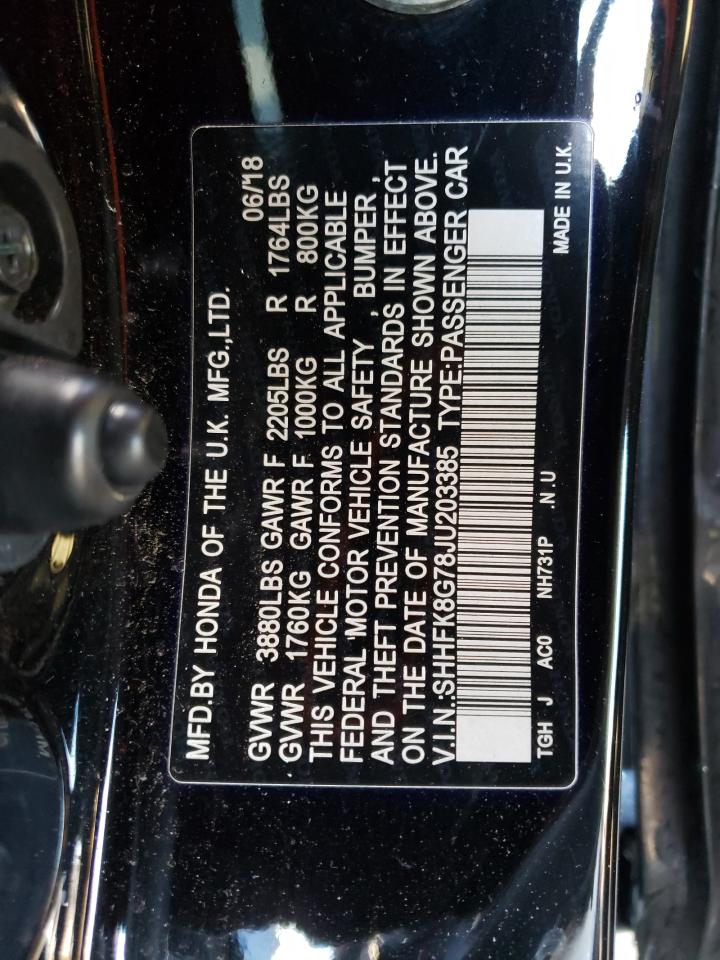 MFD.BY HONDA OF THE U.K. MFG.,LTD. 06/18
GVWR 3880LBS GAWR F 2205LBS R 1764LBS
GVWR 1760KG GAWR F 1000KG R 800KG
THIS VEHICLE CONFORMS TO ALL APPLICABLE
FEDERAL MOTOR VEHICLE SAFETY , BUMPER ,
AND THEFT PREVENTION STANDARDS IN EFFECT
ON THE DATE OF MANUFACTURE SHOWN ABOVE.
V.I.N.:SHHFK8G78JU203385 TYPE:PASSENGER CAR
TGH J AC0 NH731P .N .U
MADE IN U.K.